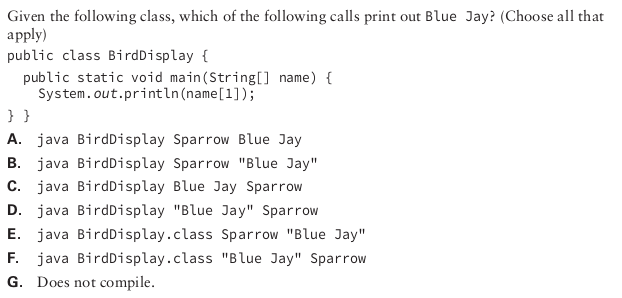 Given the following class, which of the following calls print out Blue Jay? (Choose all that
apply)
public class BirdDisplay {
public static void main(String[] name) {
System.out.println(name[1]);
} }
A. java BirdDisplay Sparrow Blue Jay
B. java BirdDisplay Sparrow "Blue Jay"
C. java BirdDisplay Blue Jay Sparrow
D. java BirdDisplay "Blue Jay" Sparrow
E. java BirdDisplay.class Sparrow "Blue Jay"
F. java BirdDisplay.class "Blue Jay" Sparrow
G. Does not compile.